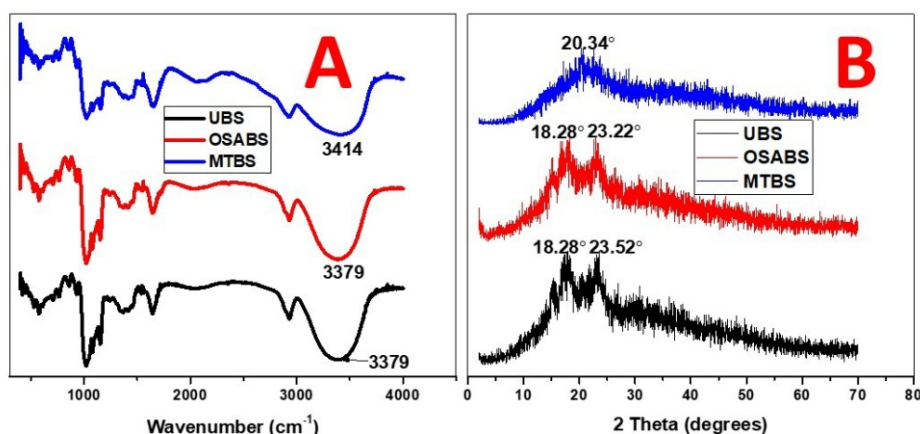 A
UBS
OSABS
MTBS
3414
3379
3379
1000
2000
3000
4000
Wavenumber (cm⁻¹)
B
20.34°
18.28° 23.22°
UBS
OSABS
MTBS
18.28° 23.52°
0
10
20
30
40
50
60
70
80
2 Theta (degrees)